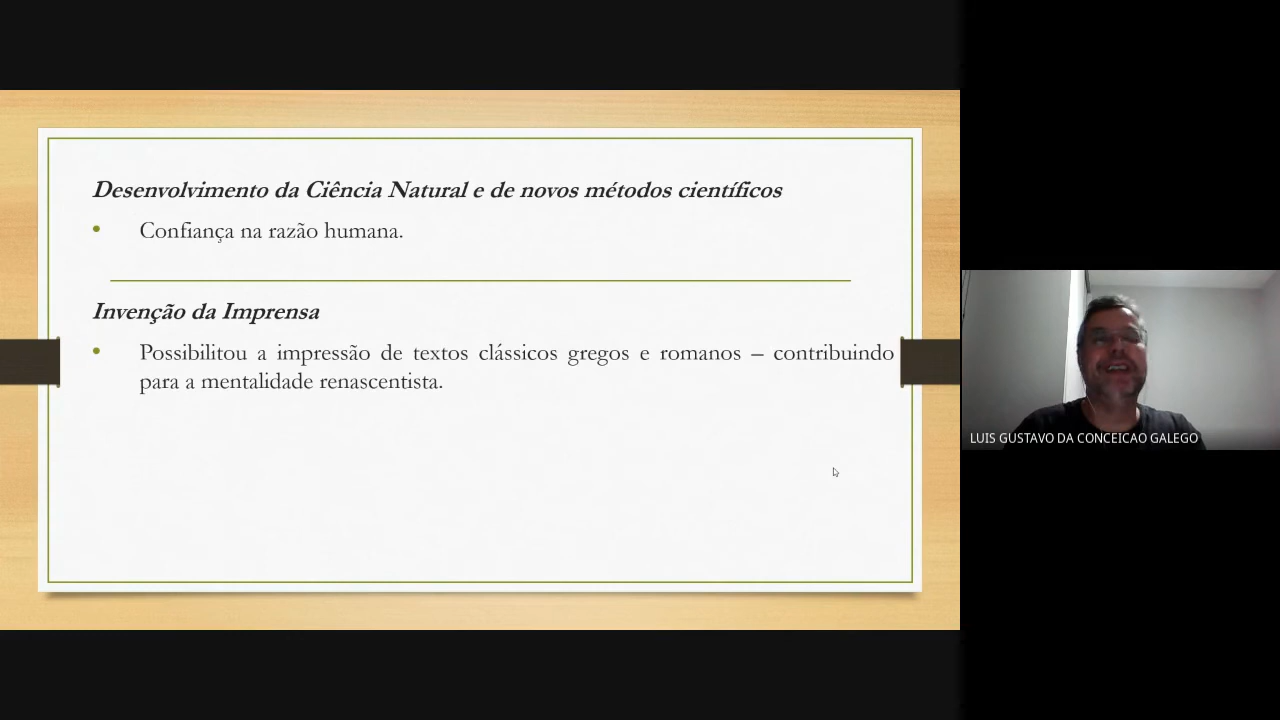 Desenvolvimento da Ciência Natural e de novos métodos científicos
• Confiança na razão humana.
Invenção da Imprensa
• Possibilitou a impressão de textos clássicos gregos e romanos – contribuindo
para a mentalidade renascentista.
LUIS GUSTAVO DA CONCEICAO GALEGO